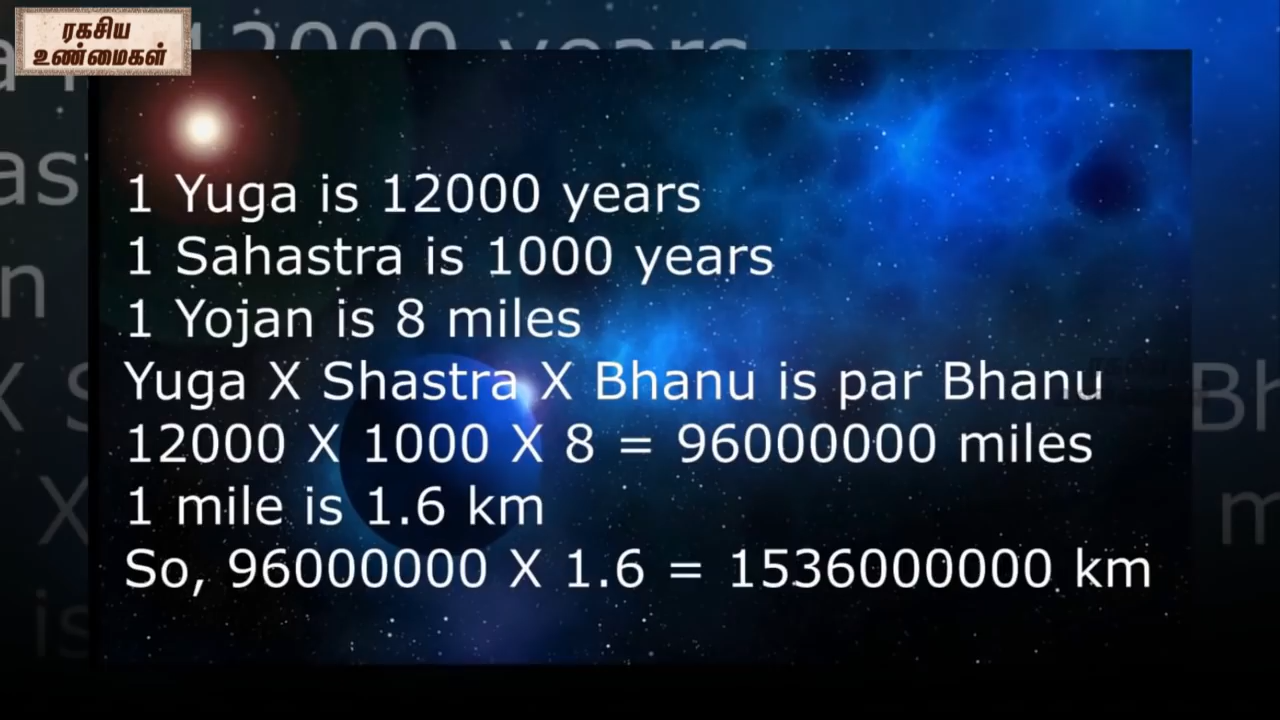 ரகசிய
உண்மைகள்
1 Yuga is 12000 years
1 Sahastra is 1000 years
1 Yojan is 8 miles
Yuga X Shastra X Bhanu is par Bhanu
12000 X 1000 X 8 = 96000000 miles
1 mile is 1.6 km
So, 96000000 X 1.6 = 1536000000 km